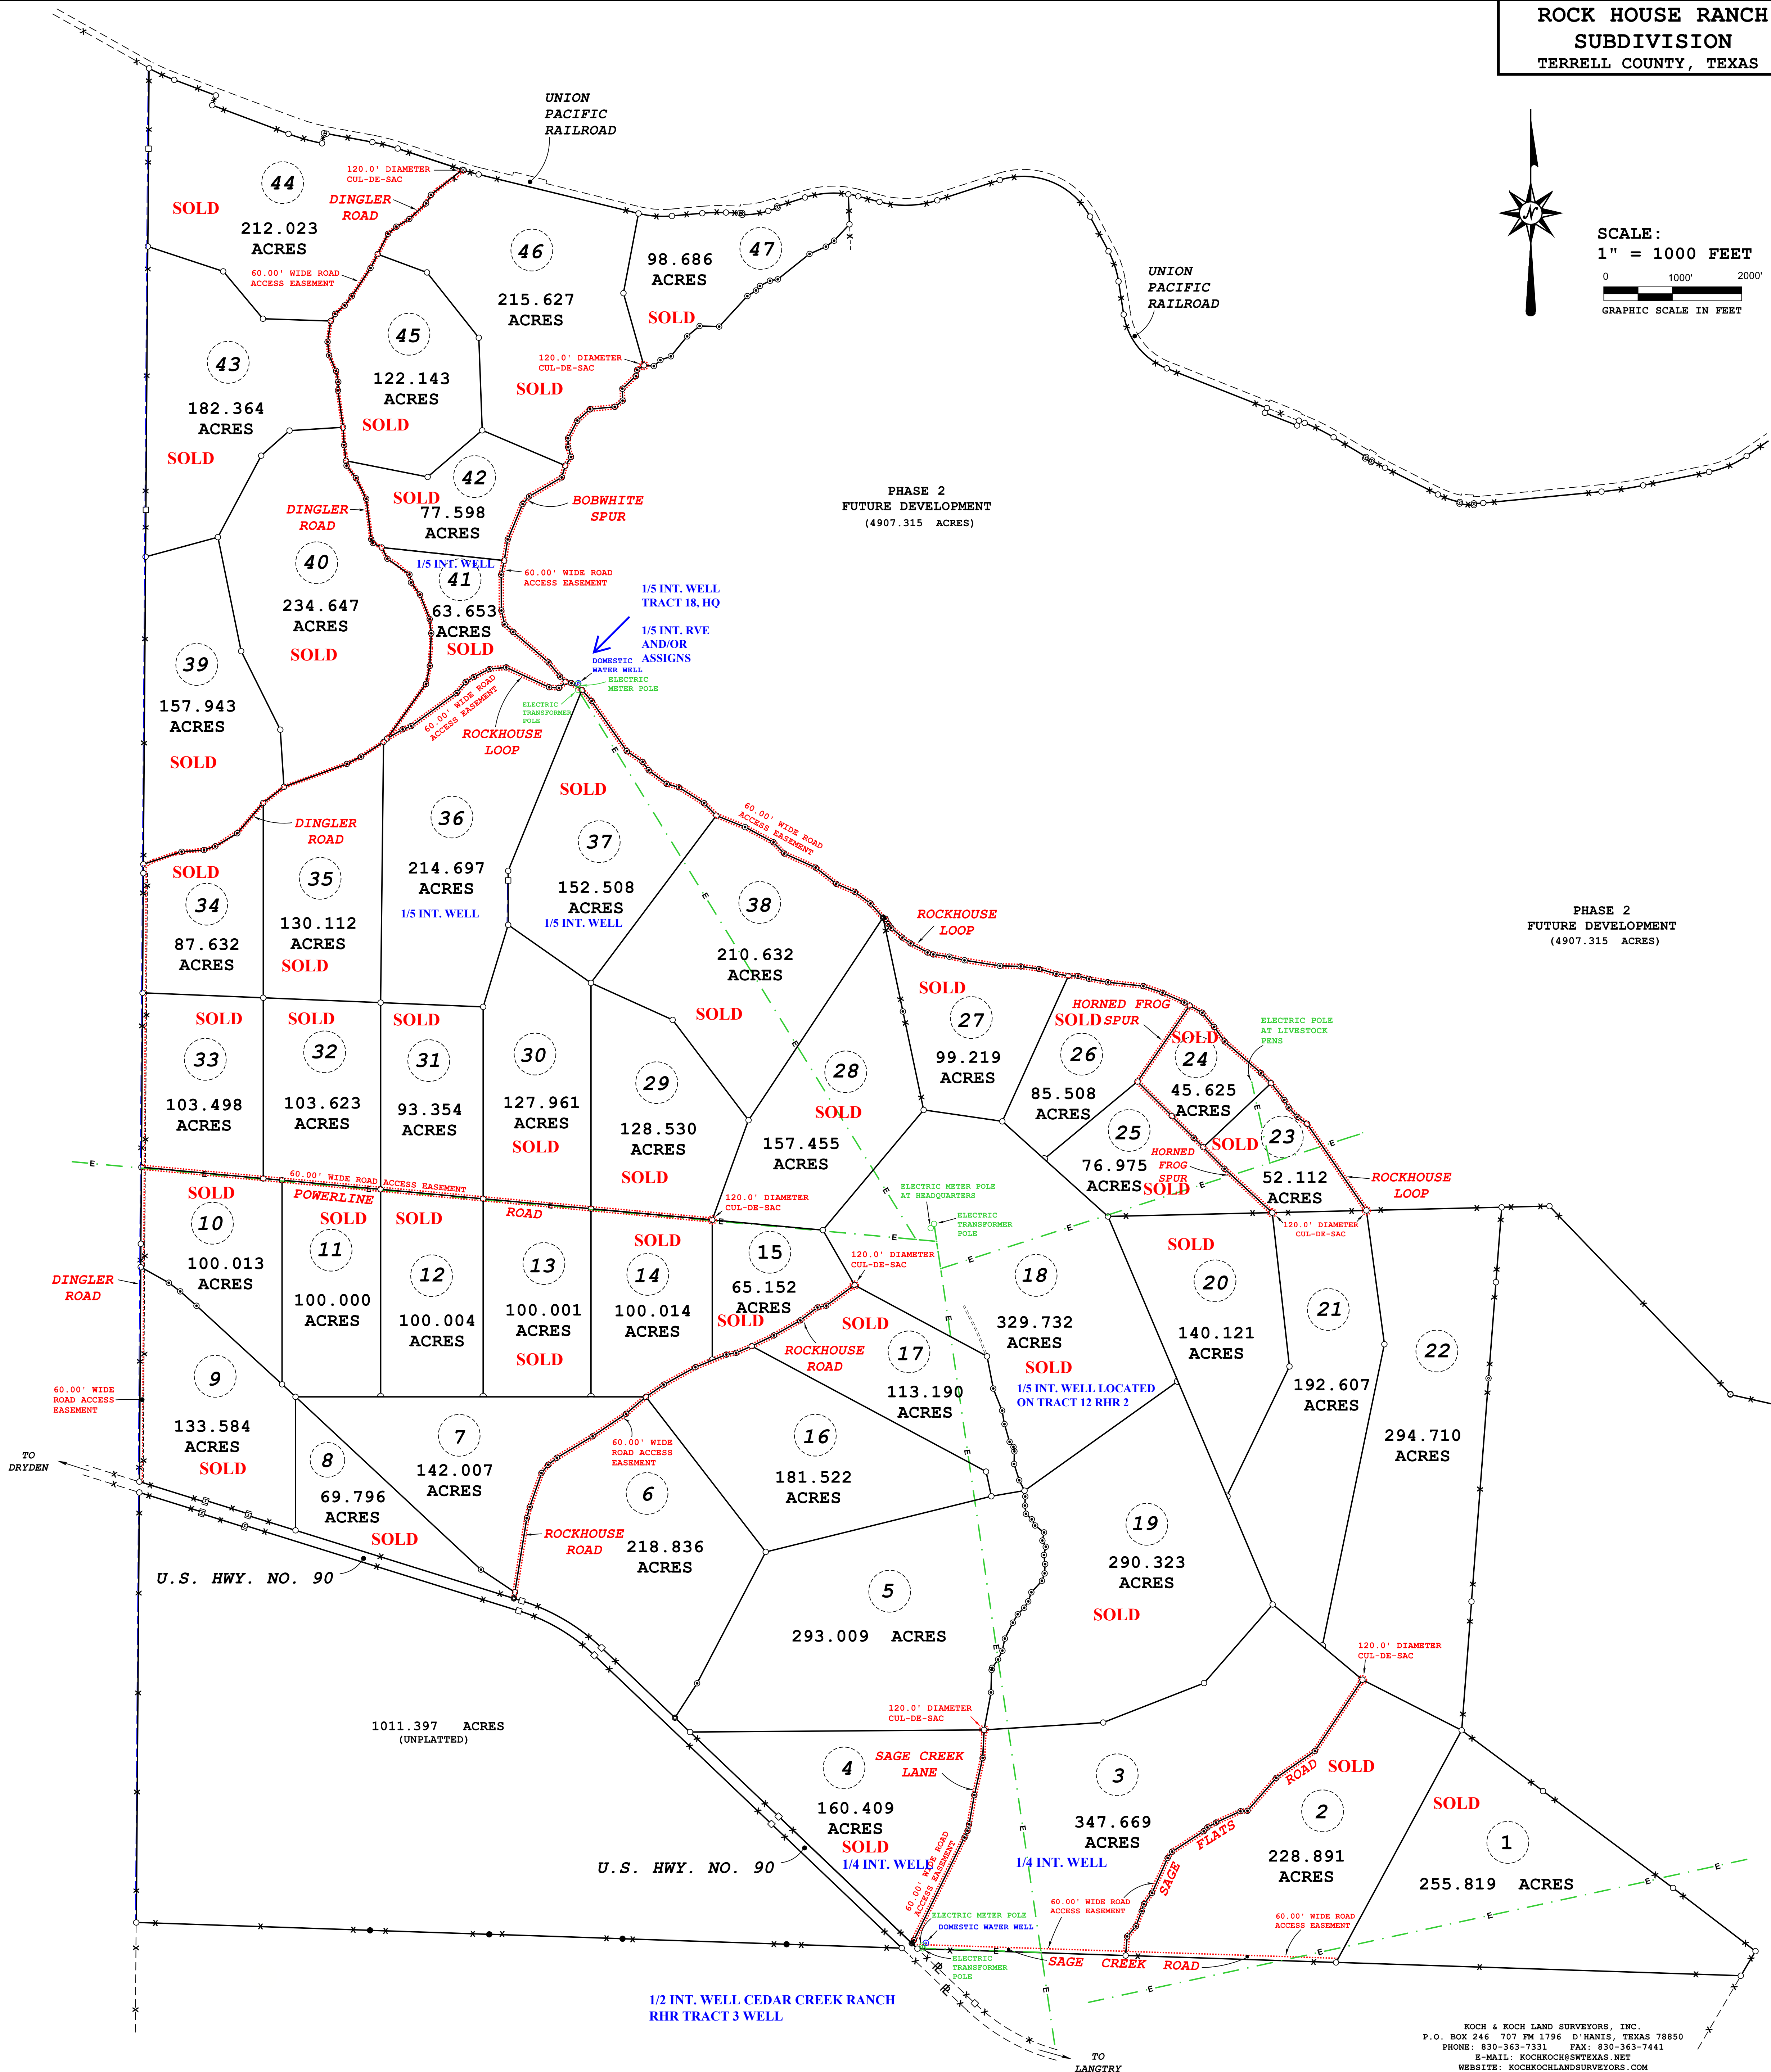 ROCK HOUSE RANCH
SUBDIVISION
TERRELL COUNTY, TEXAS
N
SCALE:
1" = 1000 FEET
0 1000' 2000'
GRAPHIC SCALE IN FEET
UNION
PACIFIC
RAILROAD
UNION
PACIFIC
RAILROAD
120.0' DIAMETER
CUL-DE-SAC
DINGLER
ROAD
44
SOLD
212.023
ACRES
60.00' WIDE ROAD
ACCESS EASEMENT
46
215.627
ACRES
SOLD
47
98.686
ACRES
SOLD
120.0' DIAMETER
CUL-DE-SAC
45
122.143
ACRES
SOLD
43
182.364
ACRES
SOLD
42
SOLD
77.598
ACRES
BOBWHITE
SPUR
DINGLER
ROAD
PHASE 2
FUTURE DEVELOPMENT
(4907.315 ACRES)
40
234.647
ACRES
SOLD
1/5 INT. WELL
41
63.653
ACRES
SOLD
60.00' WIDE ROAD
ACCESS EASEMENT
1/5 INT. WELL
TRACT 18, HQ
1/5 INT. RVE
AND/OR
ASSIGNS
DOMESTIC
WATER WELL
ELECTRIC
METER POLE
ELECTRIC
TRANSFORMER
POLE
39
157.943
ACRES
SOLD
60.00' WIDE ROAD
ACCESS EASEMENT
ROCKHOUSE
LOOP
DINGLER
ROAD
36
214.697
ACRES
1/5 INT. WELL
SOLD
37
152.508
ACRES
1/5 INT. WELL
60.00' WIDE ROAD
ACCESS EASEMENT
SOLD
34
87.632
ACRES
35
130.112
ACRES
SOLD
38
210.632
ACRES
SOLD
E
E
E
ROCKHOUSE
LOOP
PHASE 2
FUTURE DEVELOPMENT
(4907.315 ACRES)
SOLD
33
103.498
ACRES
SOLD
32
103.623
ACRES
SOLD
31
93.354
ACRES
30
127.961
ACRES
SOLD
29
128.530
ACRES
SOLD
28
SOLD
157.455
ACRES
E
E
SOLD
27
99.219
ACRES
HORNED FROG
SPUR
SOLD
26
85.508
ACRES
SOLD
24
45.625
ACRES
ELECTRIC POLE
AT LIVESTOCK
PENS
E
25
76.975
ACRES
SOLD
HORNED
FROG
SPUR
SOLD
23
52.112
ACRES
E
E
ROCKHOUSE
LOOP
120.0' DIAMETER
CUL-DE-SAC
E
E
60.00' WIDE ROAD ACCESS EASEMENT
E
POWERLINE
ROAD
E
120.0' DIAMETER
CUL-DE-SAC
E
ELECTRIC METER POLE
AT HEADQUARTERS
ELECTRIC
TRANSFORMER
POLE
E
E
SOLD
10
100.013
ACRES
SOLD
11
100.000
ACRES
SOLD
12
100.004
ACRES
13
100.001
ACRES
SOLD
SOLD
14
100.014
ACRES
15
65.152
ACRES
SOLD
120.0' DIAMETER
CUL-DE-SAC
ROCKHOUSE
ROAD
SOLD
17
113.190
ACRES
E
E
18
329.732
ACRES
SOLD
1/5 INT. WELL LOCATED
ON TRACT 12 RHR 2
SOLD
20
140.121
ACRES
21
192.607
ACRES
22
294.710
ACRES
DINGLER
ROAD
60.00' WIDE
ROAD ACCESS
EASEMENT
TO
DRYDEN
9
133.584
ACRES
SOLD
8
69.796
ACRES
SOLD
7
142.007
ACRES
60.00' WIDE
ROAD ACCESS
EASEMENT
6
218.836
ACRES
ROCKHOUSE
ROAD
16
181.522
ACRES
U.S. HWY. NO. 90
E
5
293.009 ACRES
19
290.323
ACRES
SOLD
E
120.0' DIAMETER
CUL-DE-SAC
1011.397 ACRES
(UNPLATTED)
120.0' DIAMETER
CUL-DE-SAC
SAGE CREEK
LANE
4
160.409
ACRES
SOLD
1/4 INT. WELL
60.00' WIDE ROAD
ACCESS EASEMENT
3
347.669
ACRES
1/4 INT. WELL
E
SAGE FLATS ROAD
SOLD
2
228.891
ACRES
SOLD
1
255.819 ACRES
E
E
E
E
U.S. HWY. NO. 90
60.00' WIDE ROAD
ACCESS EASEMENT
60.00' WIDE ROAD
ACCESS EASEMENT
ELECTRIC METER POLE
DOMESTIC WATER WELL
E
ELECTRIC
TRANSFORMER
POLE
SAGE CREEK ROAD
E
E
1/2 INT. WELL CEDAR CREEK RANCH
RHR TRACT 3 WELL
TO
LANGTRY
KOCH & KOCH LAND SURVEYORS, INC.
P.O. BOX 246 707 FM 1796 D'HANIS, TEXAS 78850
PHONE: 830-363-7331 FAX: 830-363-7441
E-MAIL: KOCHKOCH@SWTEXAS.NET
WEBSITE: KOCHKOCHLANDSURVEYORS.COM